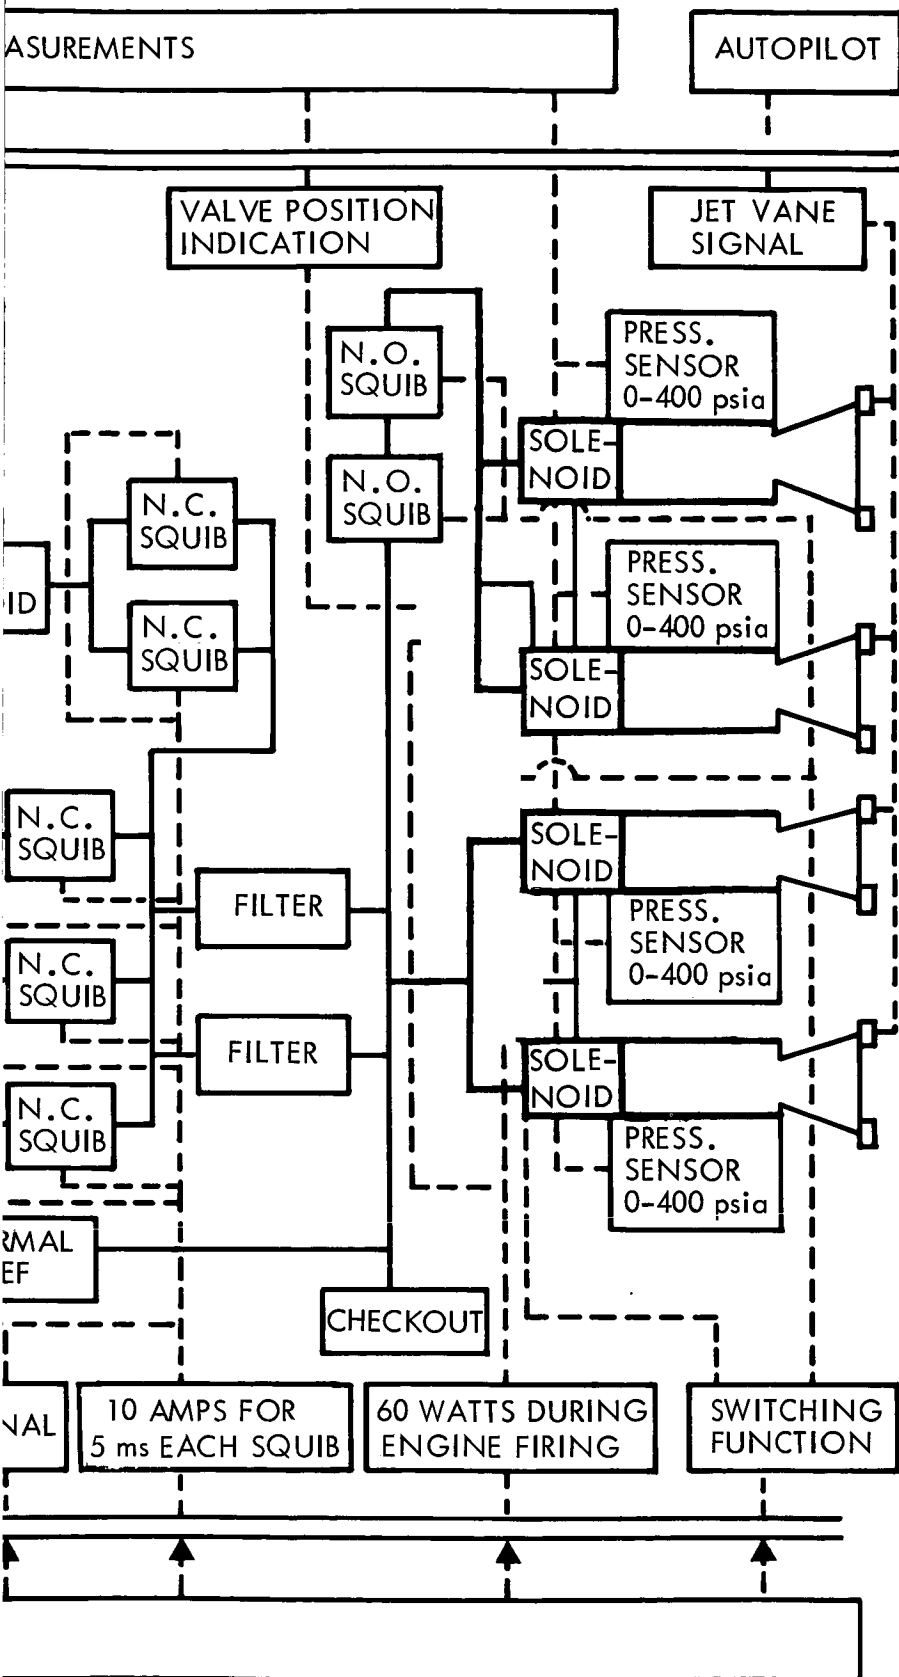 ASUREMENTS
AUTOPILOT
VALVE POSITION
INDICATION
JET VANE
SIGNAL
N.O.
SQUIB
PRESS.
SENSOR
0-400 psia
SOLE-
NOID
N.O.
SQUIB
N.C.
SQUIB
ID
PRESS.
SENSOR
0-400 psia
N.C.
SQUIB
SOLE-
NOID
N.C.
SQUIB
SOLE-
NOID
FILTER
PRESS.
SENSOR
0-400 psia
N.C.
SQUIB
FILTER
SOLE-
NOID
N.C.
SQUIB
PRESS.
SENSOR
0-400 psia
RMAL
EF
CHECKOUT
NAL
10 AMPS FOR
5 ms EACH SQUIB
60 WATTS DURING
ENGINE FIRING
SWITCHING
FUNCTION